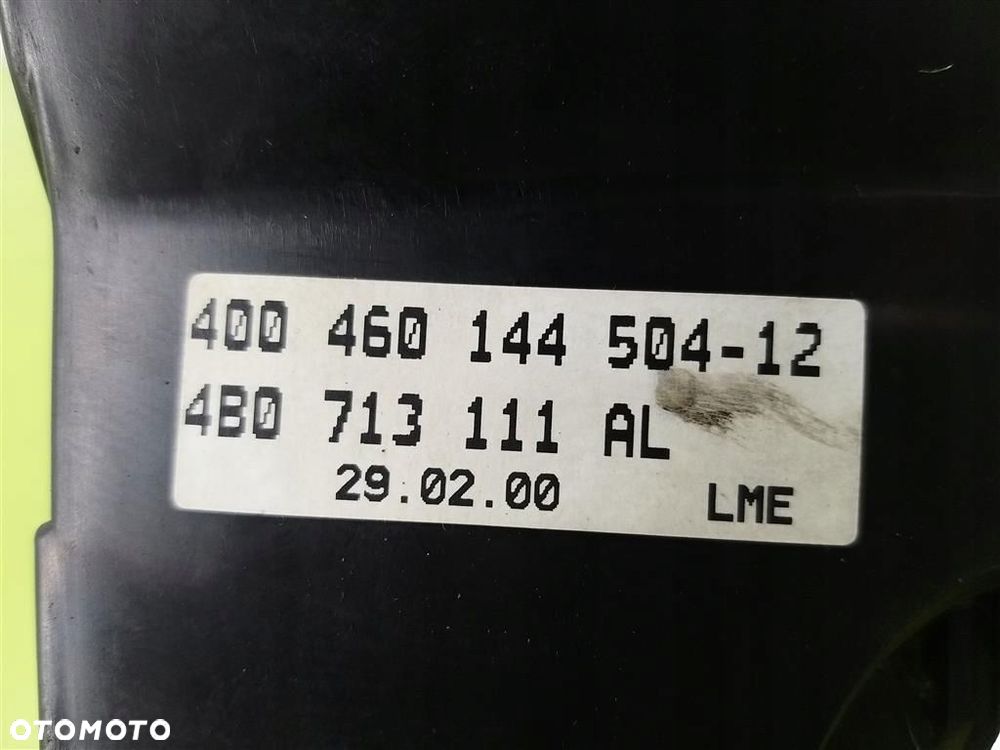 400 460 144 504-12
4B0 713 111 AL
29.02.00 LME
OTOMOTO